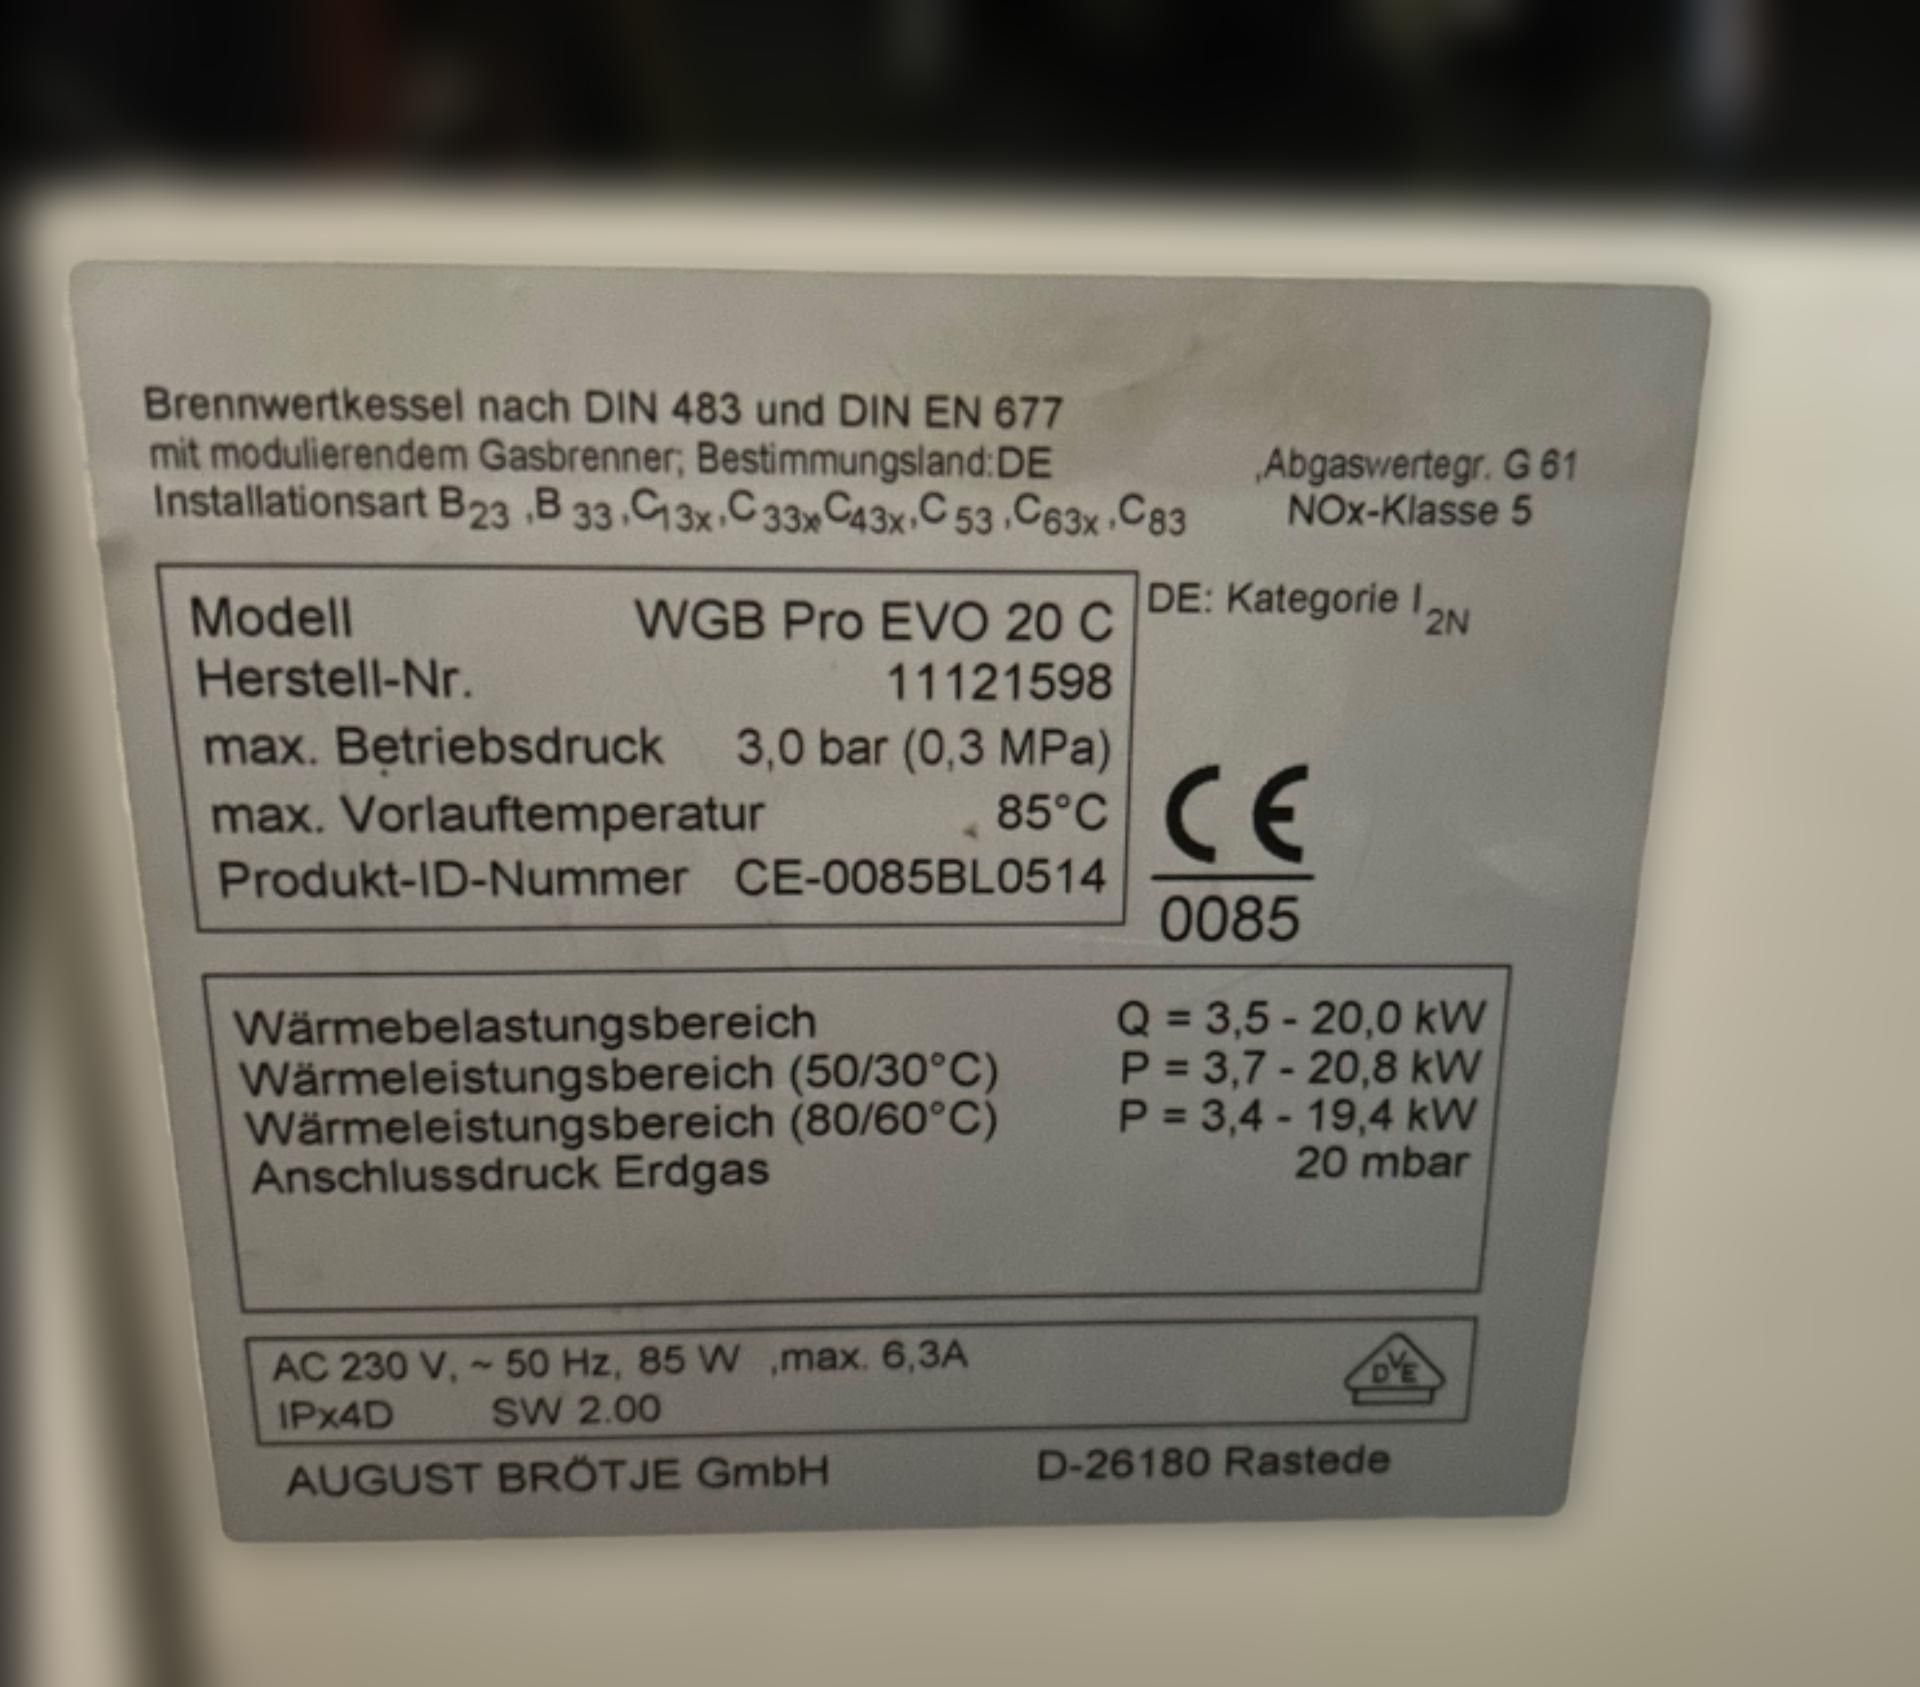 Brennwertkessel nach DIN 483 und DIN EN 677
mit modulierendem Gasbrenner; Bestimmungsland:DE ,Abgaswertegr. G 61
Installationsart B23 ,B 33 ,C13x,C 33x,C43x,C 53 ,C63x ,C83 NOx-Klasse 5
Modell WGB Pro EVO 20 C DE: Kategorie I 2N
Herstell-Nr. 11121598
max. Betriebsdruck 3,0 bar (0,3 MPa)
max. Vorlauftemperatur 85°C
Produkt-ID-Nummer CE-0085BL0514
CE
0085
Wärmebelastungsbereich Q = 3,5 - 20,0 kW
Wärmeleistungsbereich (50/30°C) P = 3,7 - 20,8 kW
Wärmeleistungsbereich (80/60°C) P = 3,4 - 19,4 kW
Anschlussdruck Erdgas 20 mbar
AC 230 V, ~ 50 Hz, 85 W ,max. 6,3A
IPx4D SW 2.00
DVE
AUGUST BRÖTJE GmbH D-26180 Rastede